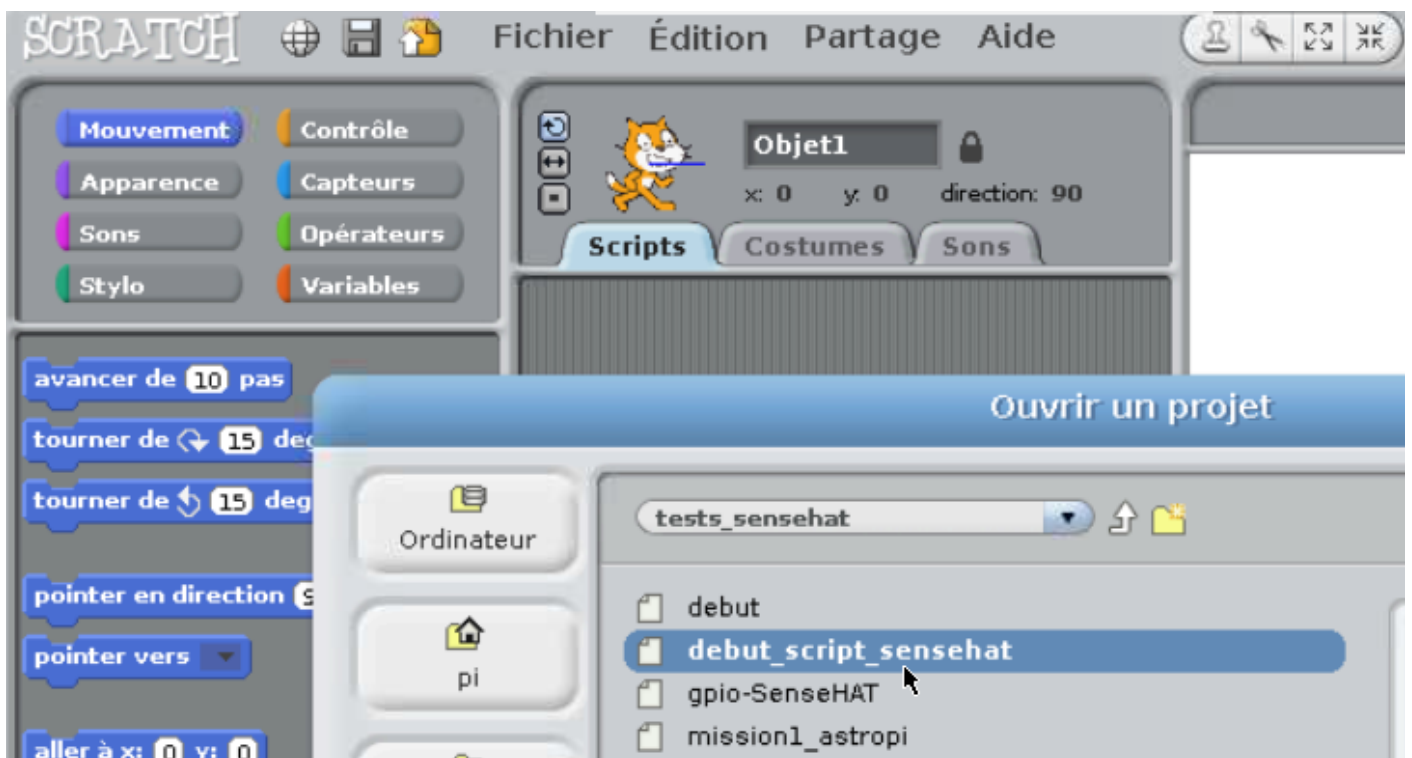 SCRATCH Fichier Édition Partage Aide
Mouvement Contrôle
Apparence Capteurs
Sons Opérateurs
Stylo Variables
Objet1
x: 0 y: 0 direction: 90
Scripts Costumes Sons
avancer de 10 pas
tourner de 15
tourner de 15 deg
pointer en direction
pointer vers
aller à x: 0 y: 0
Ouvrir un projet
Ordinateur
pi
tests_sensehat
debut
debut_script_sensehat
gpio-SenseHAT
mission1_astropi